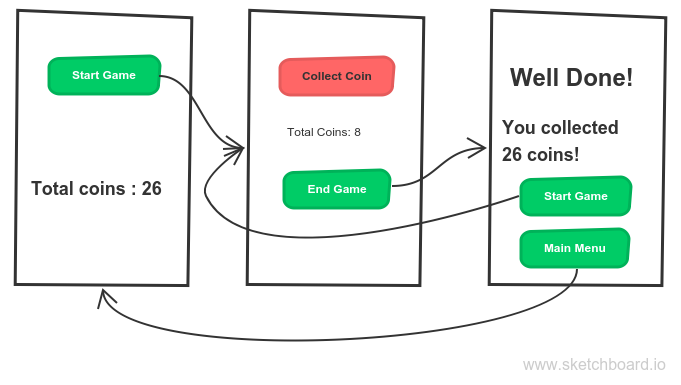 Start Game
Total coins : 26
Collect Coin
Total Coins: 8
End Game
Well Done!
You collected
26 coins!
Start Game
Main Menu
www.sketchboard.io